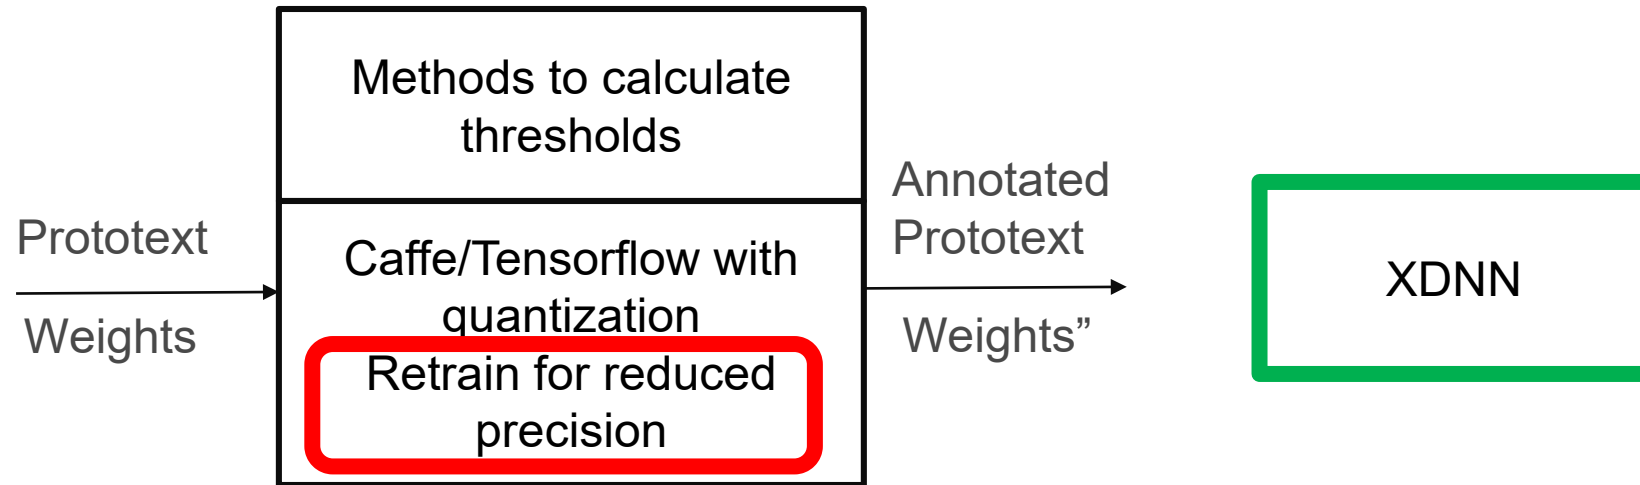 Methods to calculate
thresholds
Prototext
Weights
Caffe/Tensorflow with
quantization
Retrain for reduced
precision
Annotated
Prototext
Weights”
XDNN